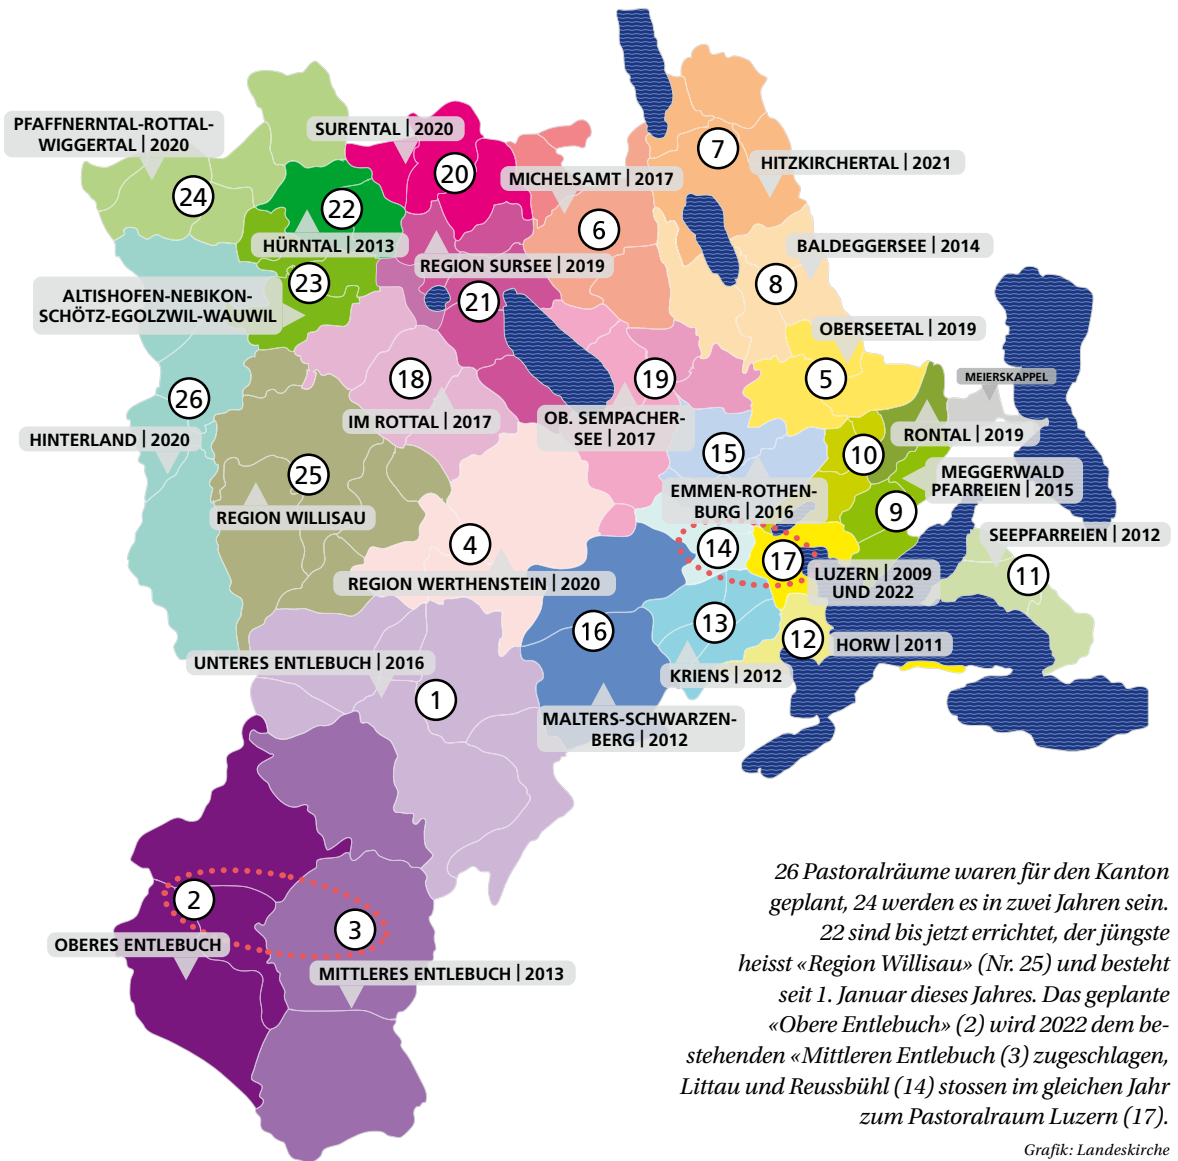 7
PFAFFNERNTAL-ROTTAL-
WIGGERTAL | 2020
SURENTAL | 2020
HITZKIRCHERTAL | 2021
20
MICHELSAMT | 2017
24
22
6
HÜRNTAL | 2013
BALDEGGERSEE | 2014
REGION SURSEE | 2019
23
8
ALTISHOFEN-NEBIKON-
SCHÖTZ-EGOLZWIL-WAUWIL
21
OBERSEETAL | 2019
18
19
5
MEIERSKAPPEL
26
IM ROTTAL | 2017
OB. SEMPACHER-
SEE | 2017
HINTERLAND | 2020
RONTAL | 2019
15
10
25
MEGGERWALD
PFARREIEN | 2015
EMMEN-ROTHEN-
BURG | 2016
REGION WILLISAU
9
4
14
17
SEEPFARREIEN | 2012
REGION WERTHENSTEIN | 2020
LUZERN | 2009
UND 2022
11
16
13
12
HORW | 2011
UNTERES ENTLEBUCH | 2016
KRIENS | 2012
1
MALTERS-SCHWARZEN-
BERG | 2012
2
3
OBERES ENTLEBUCH
MITTLERES ENTLEBUCH | 2013
26 Pastoralräume waren für den Kanton
geplant, 24 werden es in zwei Jahren sein.
22 sind bis jetzt errichtet, der jüngste
heisst «Region Willisau» (Nr. 25) und besteht
seit 1. Januar dieses Jahres. Das geplante
«Obere Entlebuch» (2) wird 2022 dem be-
stehenden «Mittleren Entlebuch (3) zugeschlagen,
Littau und Reussbühl (14) stossen im gleichen Jahr
zum Pastoralraum Luzern (17).
Grafik: Landeskirche